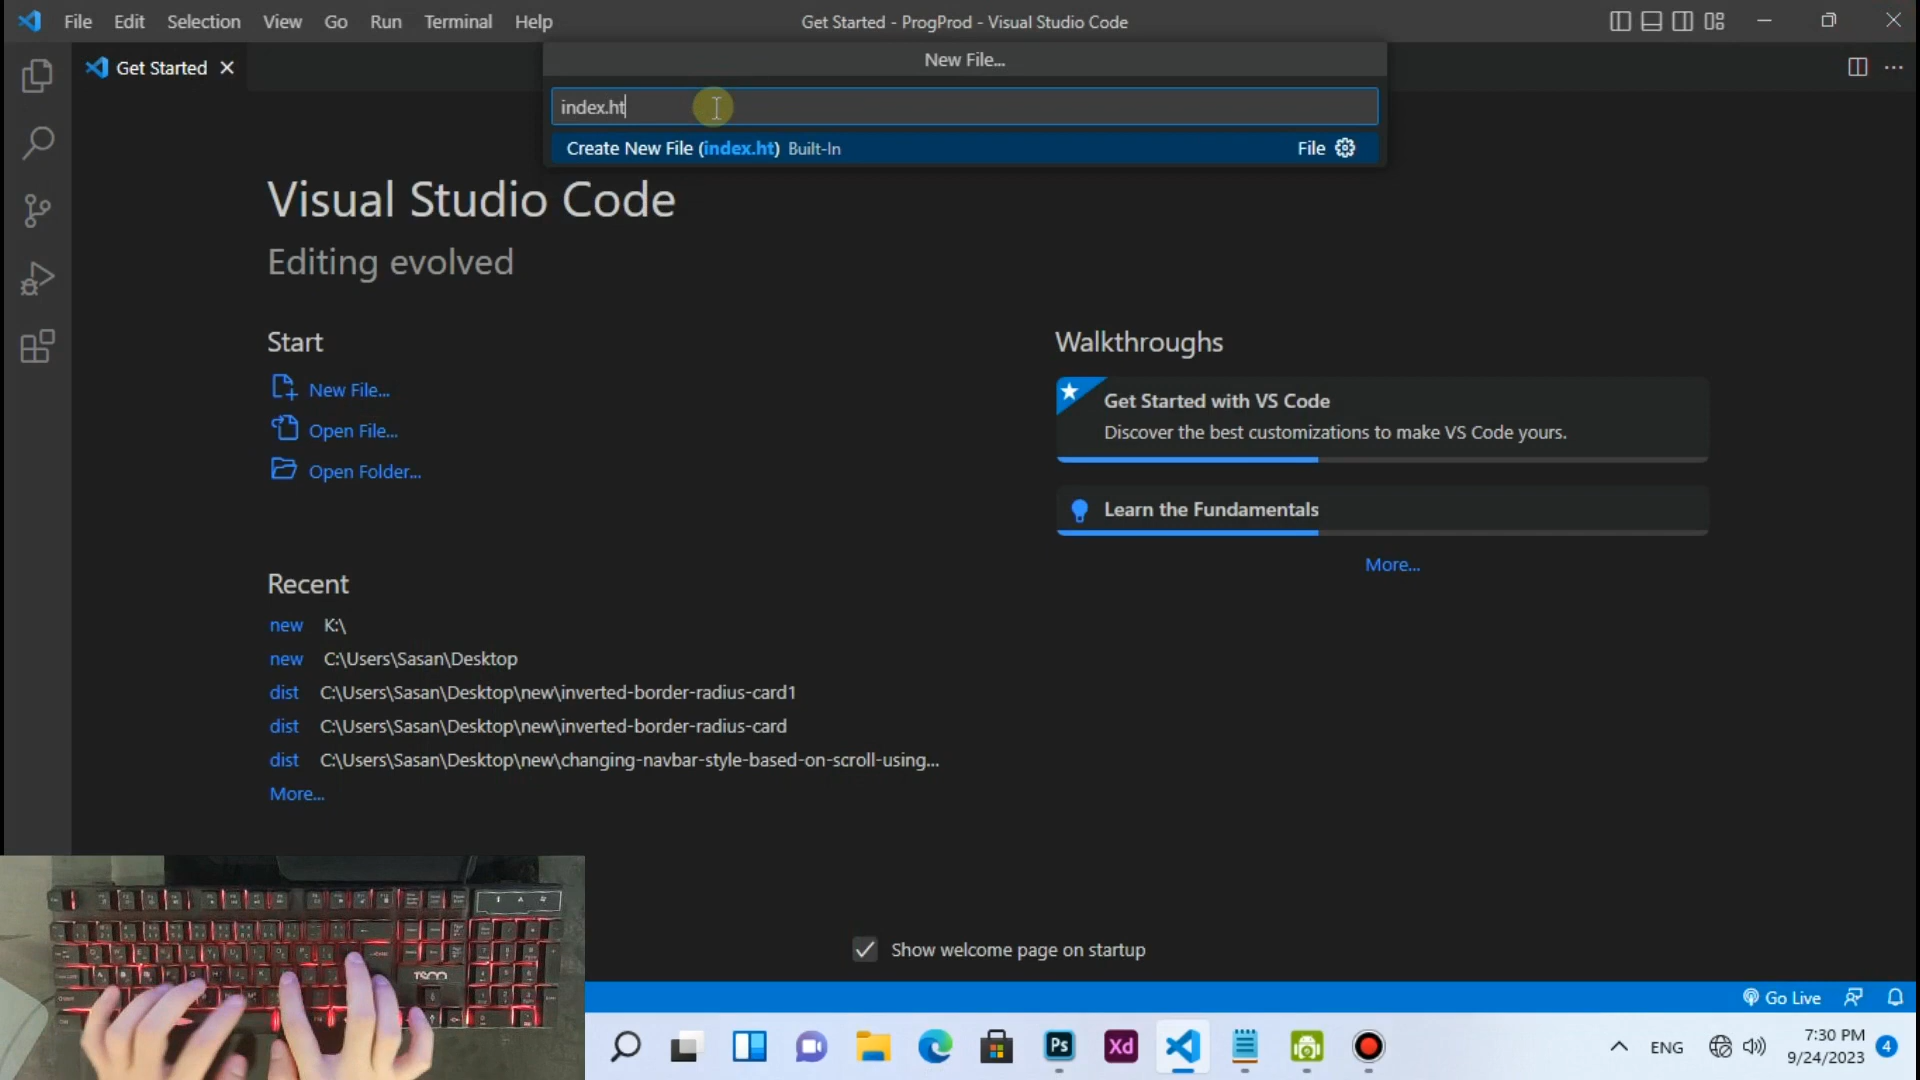 File Edit Selection View Go Run Terminal Help
Get Started - ProgProd - Visual Studio Code
Get Started
New File...
index.ht
Create New File (index.ht) Built-In File
Visual Studio Code
Editing evolved
Start
New File...
Open File...
Open Folder...
Recent
new K:\
new C:\Users\Sasan\Desktop
dist C:\Users\Sasan\Desktop\new\inverted-border-radius-card1
dist C:\Users\Sasan\Desktop\new\inverted-border-radius-card
dist C:\Users\Sasan\Desktop\new\changing-navbar-style-based-on-scroll-using...
More...
Walkthroughs
Get Started with VS Code
Discover the best customizations to make VS Code yours.
Learn the Fundamentals
More...
Show welcome page on startup
TSCO
Go Live
Ps
Xd
ENG
7:30 PM
9/24/2023
4